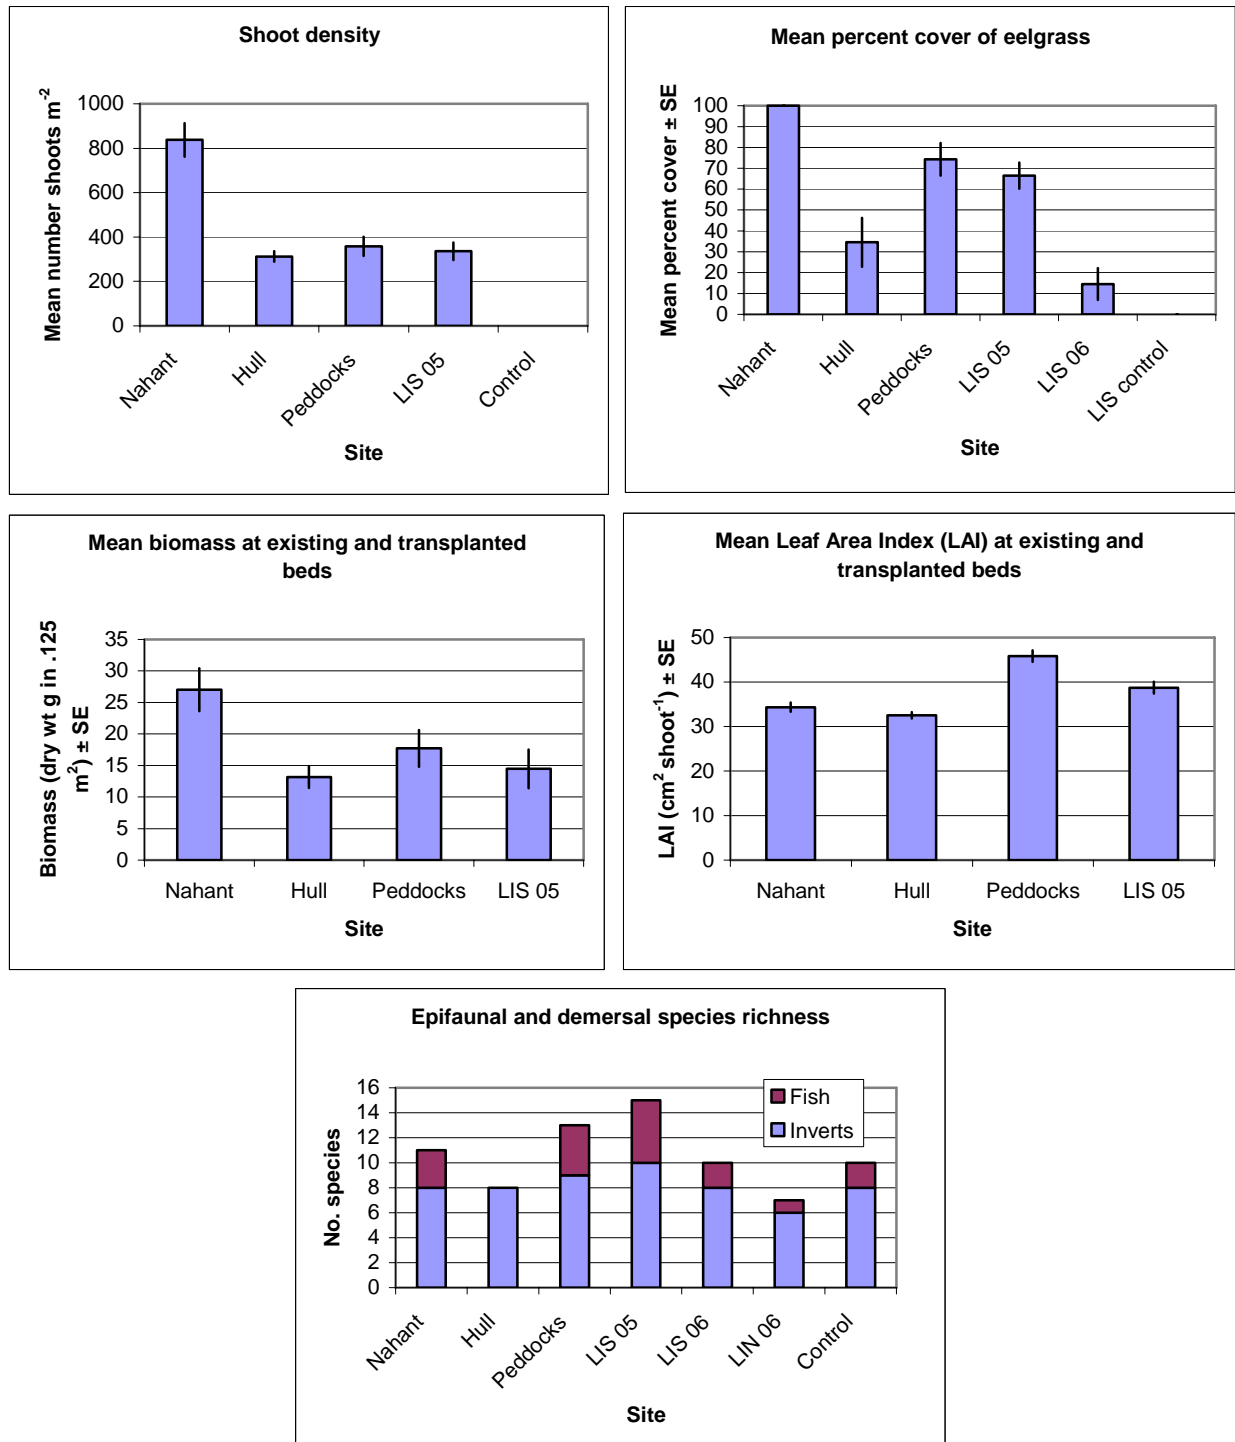 Shoot density
Mean number shoots m-2
1000
800
600
400
200
0
Nahant
Hull
Peddocks
LIS 05
Control
Site
Mean percent cover of eelgrass
Mean percent cover ± SE
100
90
80
70
60
50
40
30
20
10
0
Nahant
Hull
Peddocks
LIS 05
LIS 06
LIS control
Site
Mean biomass at existing and transplanted
beds
Biomass (dry wt g in .125
m2) ± SE
35
30
25
20
15
10
5
0
Nahant
Hull
Peddocks
LIS 05
Site
Mean Leaf Area Index (LAI) at existing and
transplanted beds
LAI (cm2 shoot-1) ± SE
50
40
30
20
10
0
Nahant
Hull
Peddocks
LIS 05
Site
Epifaunal and demersal species richness
No. species
16
14
12
10
8
6
4
2
0
Fish
Inverts
Nahant
Hull
Peddocks
LIS 05
LIS 06
LIN 06
Control
Site